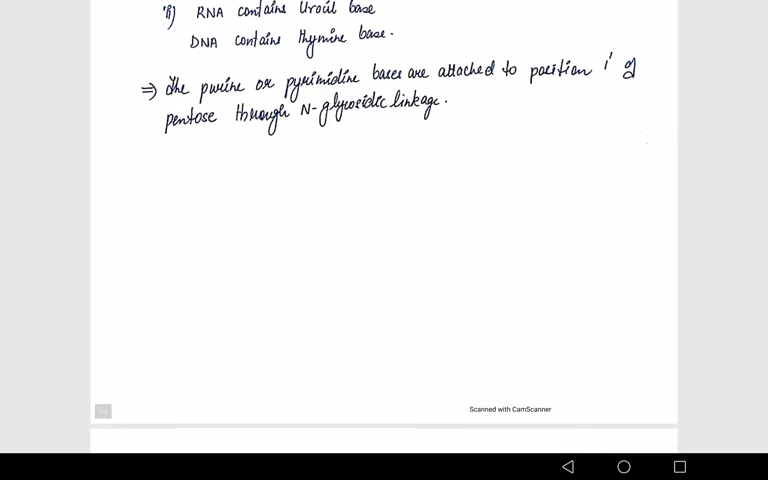 ii) RNA contains Uracil base
DNA contains thymine base.
⇒ The purine or pyrimidine bases are attached to position 1' of
pentose through N-glycosidic linkage.
Scanned with CamScanner